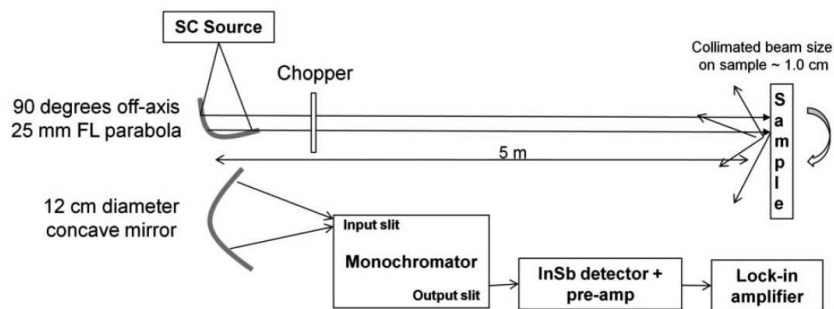 SC Source
Chopper
Collimated beam size
on sample ~ 1.0 cm
90 degrees off-axis
25 mm FL parabola
Sample
5 m
12 cm diameter
concave mirror
Input slit
Monochromator
Output slit
InSb detector +
pre-amp
Lock-in
amplifier